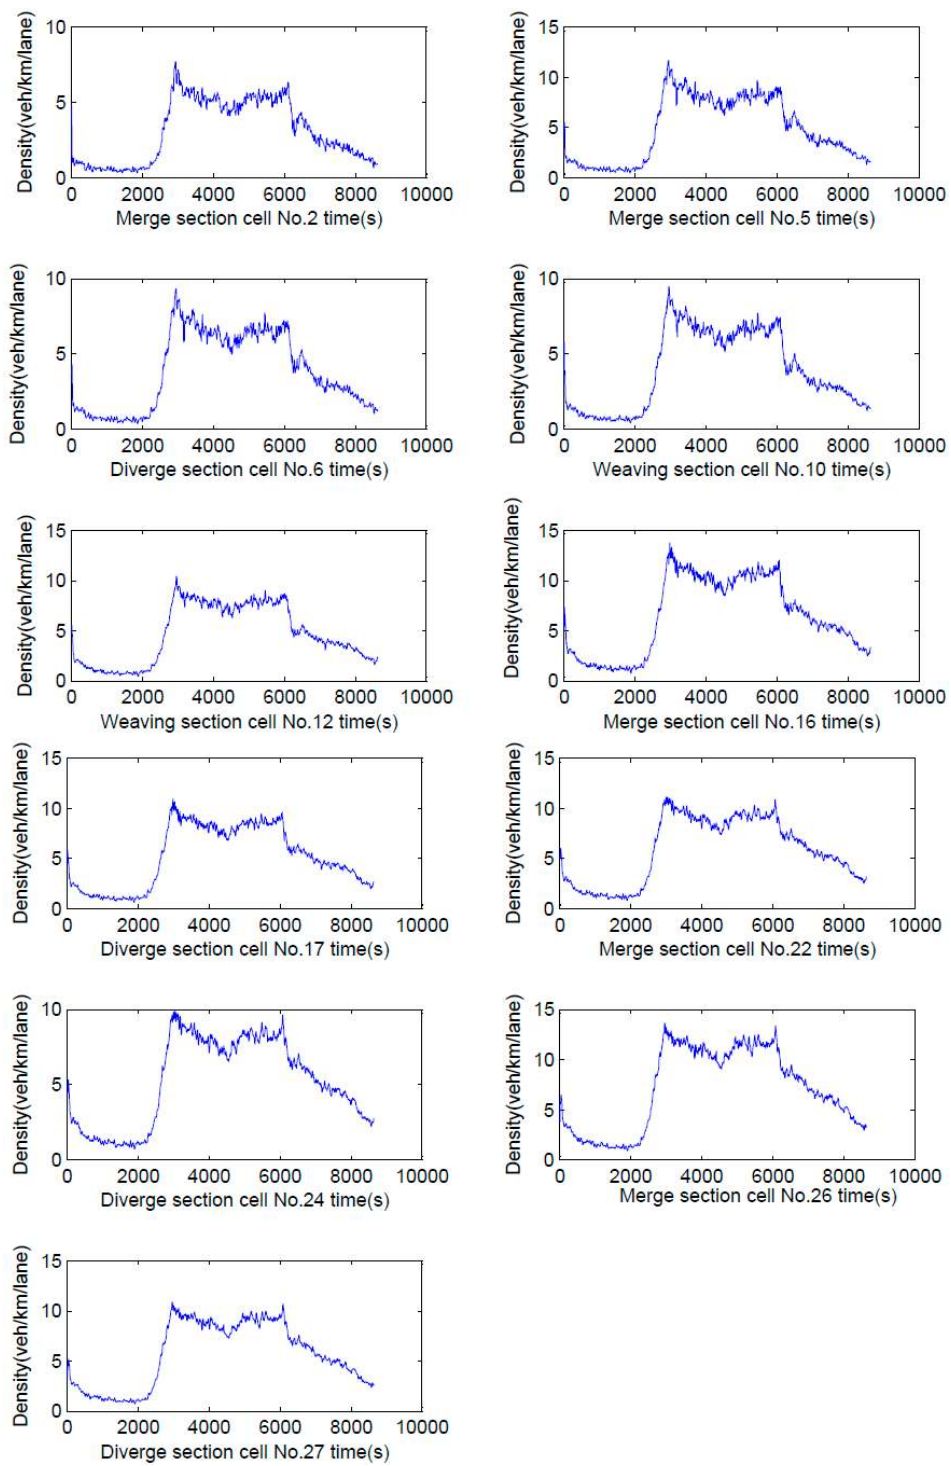 10
5
0
0 2000 4000 6000 8000 10000
Density(veh/km/lane)
Merge section cell No.2 time(s)
15
10
5
0
0 2000 4000 6000 8000 10000
Density(veh/km/lane)
Merge section cell No.5 time(s)
10
5
0
0 2000 4000 6000 8000 10000
Density(veh/km/lane)
Diverge section cell No.6 time(s)
10
5
0
0 2000 4000 6000 8000 10000
Density(veh/km/lane)
Weaving section cell No.10 time(s)
15
10
5
0
0 2000 4000 6000 8000 10000
Density(veh/km/lane)
Weaving section cell No.12 time(s)
15
10
5
0
0 2000 4000 6000 8000 10000
Density(veh/km/lane)
Merge section cell No.16 time(s)
15
10
5
0
0 2000 4000 6000 8000 10000
Density(veh/km/lane)
Diverge section cell No.17 time(s)
15
10
5
0
0 2000 4000 6000 8000 10000
Density(veh/km/lane)
Merge section cell No.22 time(s)
10
5
0
0 2000 4000 6000 8000 10000
Density(veh/km/lane)
Diverge section cell No.24 time(s)
15
10
5
0
0 2000 4000 6000 8000 10000
Density(veh/km/lane)
Merge section cell No.26 time(s)
15
10
5
0
0 2000 4000 6000 8000 10000
Density(veh/km/lane)
Diverge section cell No.27 time(s)